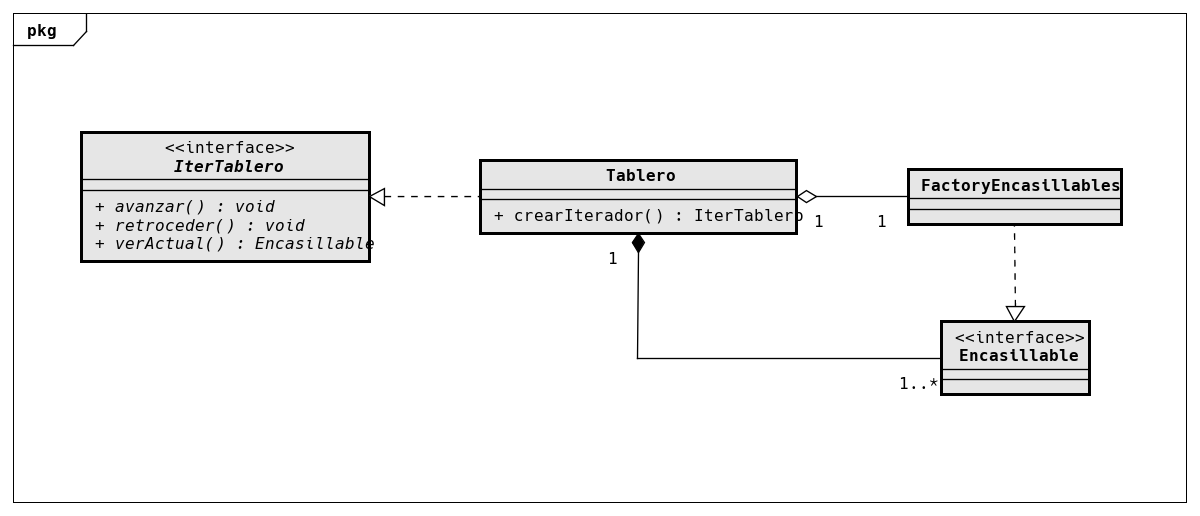 pkg
<<interface>>
IterTablero
+ avanzar() : void
+ retroceder() : void
+ verActual() : Encasillable
Tablero
+ crearIterador() : IterTablero
FactoryEncasillables
1
1
1
<<interface>>
Encasillable
1..*